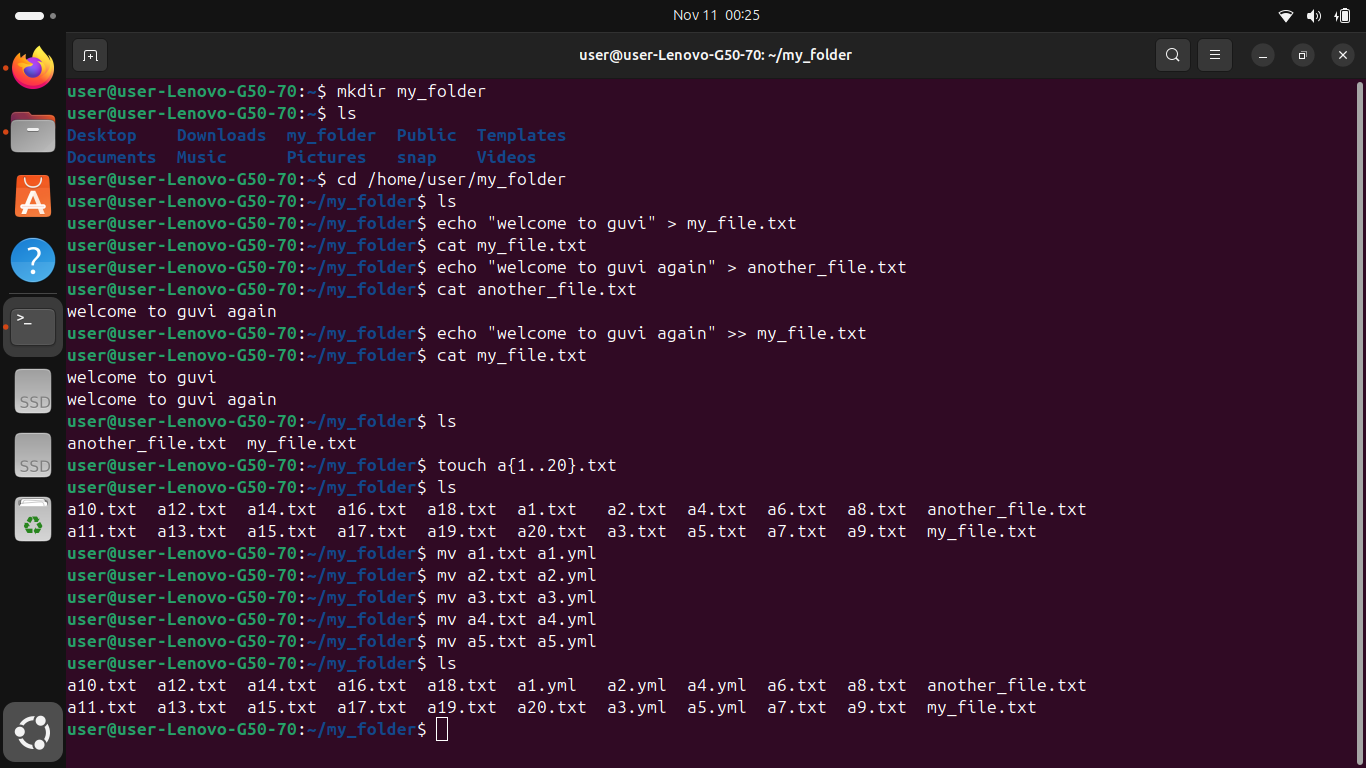 Nov 11 00:25
user@user-Lenovo-G50-70: ~/my_folder
user@user-Lenovo-G50-70:~$ mkdir my_folder
user@user-Lenovo-G50-70:~$ ls
Desktop    Downloads  my_folder  Public  Templates
Documents  Music      Pictures   snap    Videos
user@user-Lenovo-G50-70:~$ cd /home/user/my_folder
user@user-Lenovo-G50-70:~/my_folder$ ls
user@user-Lenovo-G50-70:~/my_folder$ echo "welcome to guvi" > my_file.txt
user@user-Lenovo-G50-70:~/my_folder$ cat my_file.txt
user@user-Lenovo-G50-70:~/my_folder$ echo "welcome to guvi again" > another_file.txt
user@user-Lenovo-G50-70:~/my_folder$ cat another_file.txt
welcome to guvi again
user@user-Lenovo-G50-70:~/my_folder$ echo "welcome to guvi again" >> my_file.txt
user@user-Lenovo-G50-70:~/my_folder$ cat my_file.txt
welcome to guvi
welcome to guvi again
user@user-Lenovo-G50-70:~/my_folder$ ls
another_file.txt  my_file.txt
user@user-Lenovo-G50-70:~/my_folder$ touch a{1..20}.txt
user@user-Lenovo-G50-70:~/my_folder$ ls
a10.txt  a12.txt  a14.txt  a16.txt  a18.txt  a1.txt   a2.txt  a4.txt  a6.txt  a8.txt  another_file.txt
a11.txt  a13.txt  a15.txt  a17.txt  a19.txt  a20.txt  a3.txt  a5.txt  a7.txt  a9.txt  my_file.txt
user@user-Lenovo-G50-70:~/my_folder$ mv a1.txt a1.yml
user@user-Lenovo-G50-70:~/my_folder$ mv a2.txt a2.yml
user@user-Lenovo-G50-70:~/my_folder$ mv a3.txt a3.yml
user@user-Lenovo-G50-70:~/my_folder$ mv a4.txt a4.yml
user@user-Lenovo-G50-70:~/my_folder$ mv a5.txt a5.yml
user@user-Lenovo-G50-70:~/my_folder$ ls
a10.txt  a12.txt  a14.txt  a16.txt  a18.txt  a1.yml   a2.yml  a4.yml  a6.txt  a8.txt  another_file.txt
a11.txt  a13.txt  a15.txt  a17.txt  a19.txt  a20.txt  a3.yml  a5.yml  a7.txt  a9.txt  my_file.txt
user@user-Lenovo-G50-70:~/my_folder$
SSD
SSD